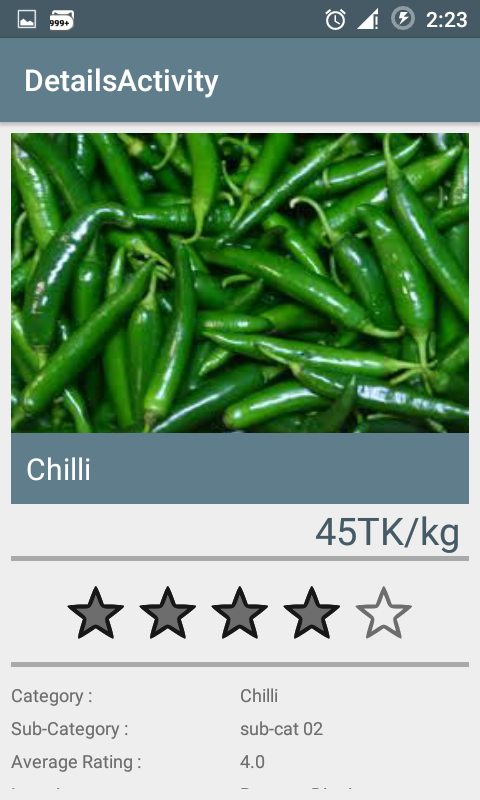 999+
2:23
DetailsActivity
Chilli
45TK/kg
Category : Chilli
Sub-Category : sub-cat 02
Average Rating : 4.0